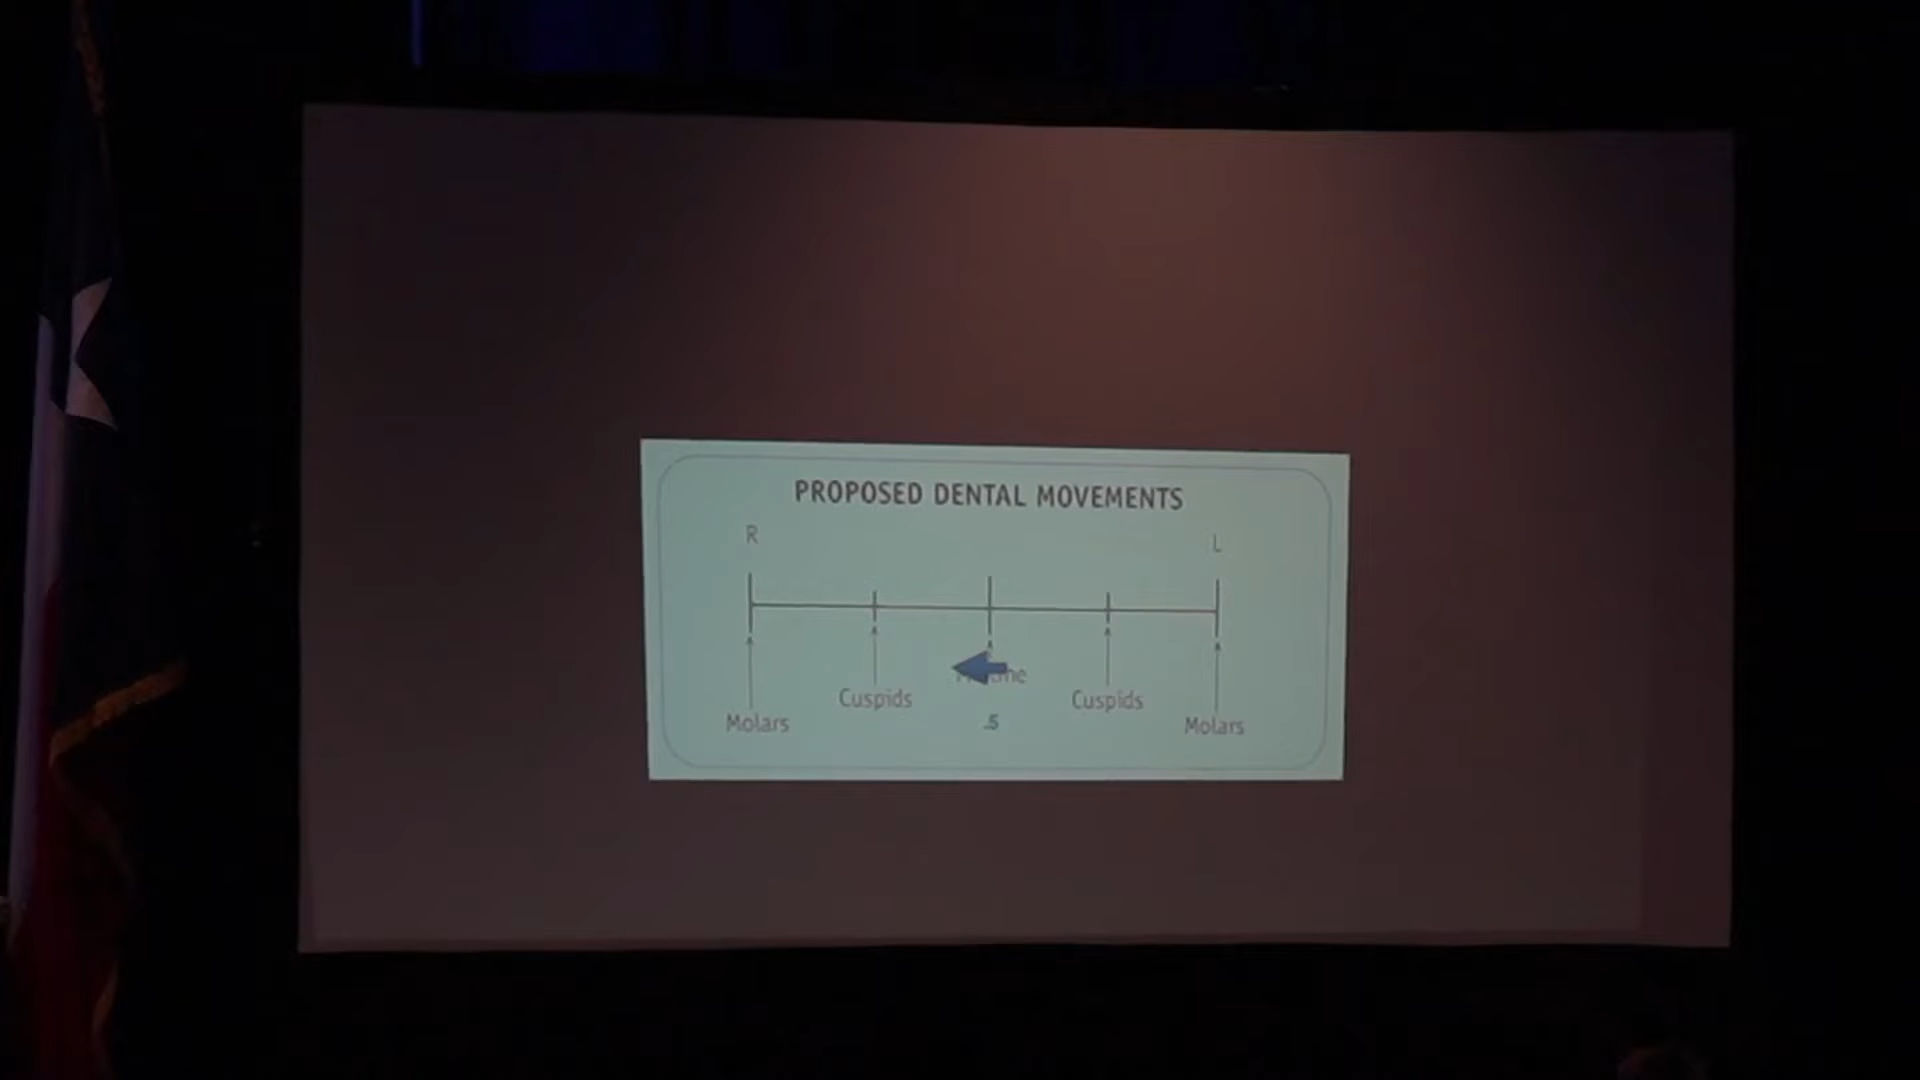 PROPOSED DENTAL MOVEMENTS
R L
Cuspids Cuspids
Molars .5 Molars